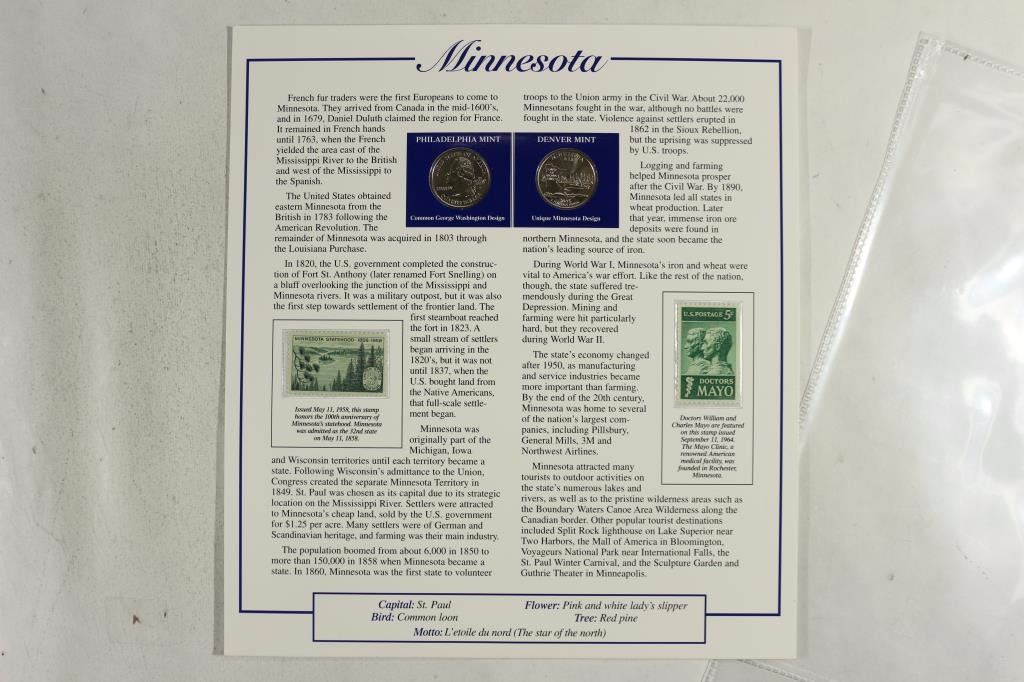 Minnesota
French fur traders were the first Europeans to come to
Minnesota. They arrived from Canada in the mid-1600's,
and in 1679, Daniel Duluth claimed the region for France.
It remained in French hands
until 1763, when the French
yielded the area east of the
Mississippi River to the British
and west of the Mississippi to
the Spanish.
The United States obtained
eastern Minnesota from the
British in 1783 following the
American Revolution. The
remainder of Minnesota was acquired in 1803 through
the Louisiana Purchase.
In 1820, the U.S. government completed the construc-
tion of Fort St. Anthony (later renamed Fort Snelling) on
a bluff overlooking the junction of the Mississippi and
Minnesota rivers. It was a military outpost, but it was also
the first step towards settlement of the frontier land. The
first steamboat reached
the fort in 1823. A
small stream of settlers
began arriving in the
1820's, but it was not
until 1837, when the
U.S. bought land from
the Native Americans,
that full-scale settle-
ment began.
Minnesota was
originally part of the
Michigan, Iowa
and Wisconsin territories until each territory became a
state. Following Wisconsin's admittance to the Union,
Congress created the separate Minnesota Territory in
1849. St. Paul was chosen as its capital due to its strategic
location on the Mississippi River. Settlers were attracted
to Minnesota's cheap land, sold by the U.S. government
for $1.25 per acre. Many settlers were of German and
Scandinavian heritage, and farming was their main industry.
The population boomed from about 6,000 in 1850 to
more than 150,000 in 1858 when Minnesota became a
state. In 1860, Minnesota was the first state to volunteer
MINNESOTA STATEHOOD 1858-1958
Issued May 11, 1958, this stamp
honors the 100th anniversary of
Minnesota's statehood. Minnesota
was admitted as the 32nd state
on May 11, 1858.
PHILADELPHIA MINT
Common George Washington Design
DENVER MINT
Unique Minnesota Design
troops to the Union army in the Civil War. About 22,000
Minnesotans fought in the war, although no battles were
fought in the state. Violence against settlers erupted in
1862 in the Sioux Rebellion,
but the uprising was suppressed
by U.S. troops.
Logging and farming
helped Minnesota prosper
after the Civil War. By 1890,
Minnesota led all states in
wheat production. Later
that year, immense iron ore
deposits were found in
northern Minnesota, and the state soon became the
nation's leading source of iron.
During World War I, Minnesota's iron and wheat were
vital to America's war effort. Like the rest of the nation,
though, the state suffered tre-
mendously during the Great
Depression. Mining and
farming were hit particularly
hard, but they recovered
during World War II.
The state's economy changed
after 1950, as manufacturing
and service industries became
more important than farming.
By the end of the 20th century,
Minnesota was home to several
of the nation's largest com-
panies, including Pillsbury,
General Mills, 3M and
Northwest Airlines.
Minnesota attracted many
tourists to outdoor activities on
the state's numerous lakes and
rivers, as well as to the pristine wilderness areas such as
the Boundary Waters Canoe Area Wilderness along the
Canadian border. Other popular tourist destinations
included Split Rock lighthouse on Lake Superior near
Two Harbors, the Mall of America in Bloomington,
Voyageurs National Park near International Falls, the
St. Paul Winter Carnival, and the Sculpture Garden and
Guthrie Theater in Minneapolis.
U.S. POSTAGE 5¢
DOCTORS
MAYO
Doctors William and
Charles Mayo are featured
on this stamp issued
September 11, 1964.
The Mayo Clinic, a
renowned American
medical facility, was
founded in Rochester,
Minnesota.
Capital: St. Paul
Flower: Pink and white lady's slipper
Bird: Common loon
Tree: Red pine
Motto: L'etoile du nord (The star of the north)